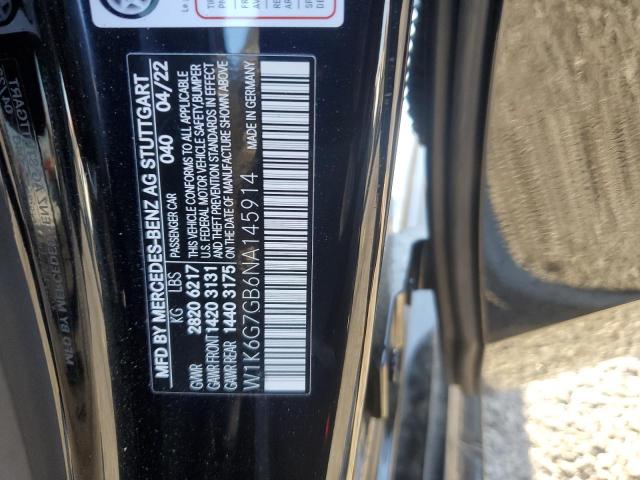 MFD BY MERCEDES-BENZ AG STUTTGART
040 04/22
PASSENGER CAR
KG LBS
THIS VEHICLE CONFORMS TO ALL APPLICABLE
U.S. FEDERAL MOTOR VEHICLE SAFETY, BUMPER
AND THEFT PREVENTION STANDARDS IN EFFECT
ON THE DATE OF MANUFACTURE SHOWN ABOVE
GVWR 2820 6217
GAWR FRONT 1420 3131
GAWR REAR 1440 3175
MADE IN GERMANY
W1K6G7GB6NA145914